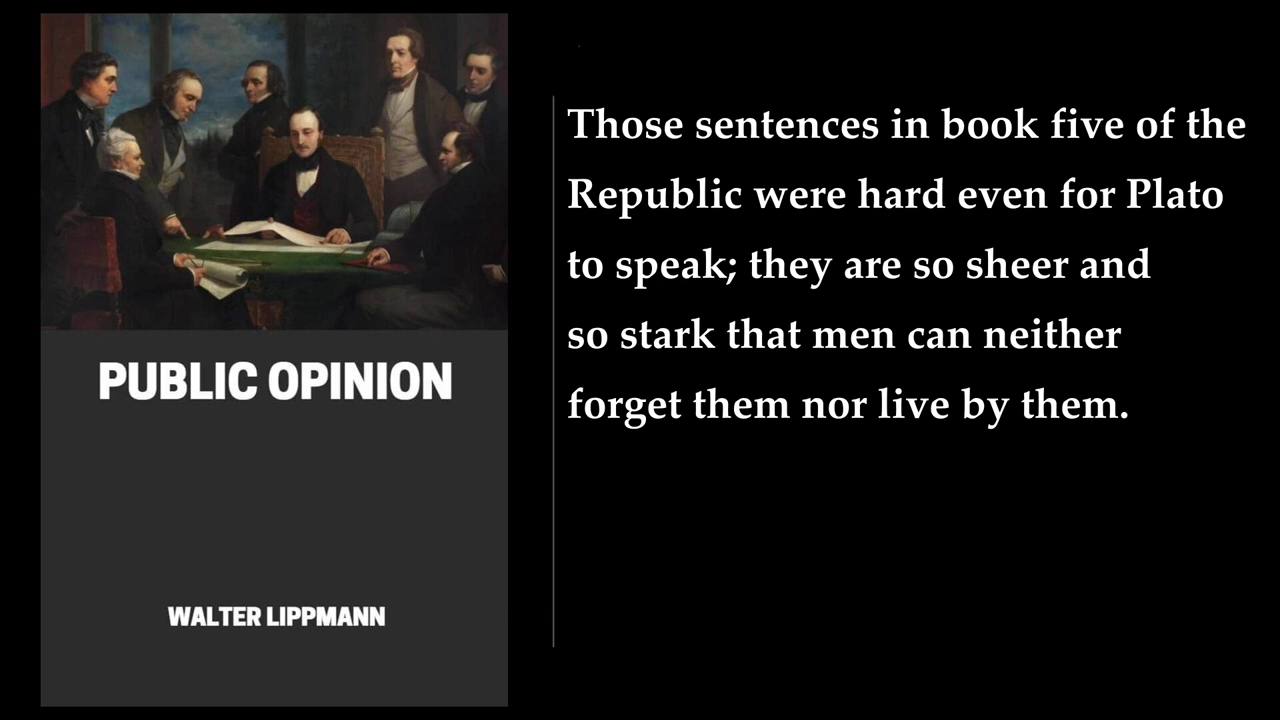 PUBLIC OPINION
WALTER LIPPMANN
Those sentences in book five of the
Republic were hard even for Plato
to speak; they are so sheer and
so stark that men can neither
forget them nor live by them.